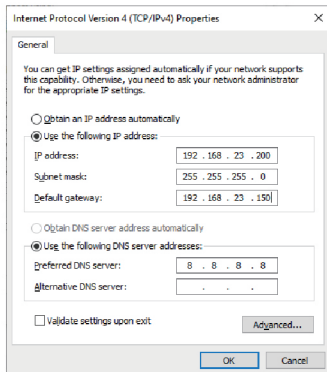 Internet Protocol Version 4 (TCP/IPv4) Properties
General
You can get IP settings assigned automatically if your network supports
this capability. Otherwise, you need to ask your network administrator
for the appropriate IP settings.
Obtain an IP address automatically
Use the following IP address:
IP address: 192 . 168 . 23 . 200
Subnet mask: 255 . 255 . 255 . 0
Default gateway: 192 . 168 . 23 . 150
Obtain DNS server address automatically
Use the following DNS server addresses:
Preferred DNS server: 8 . 8 . 8 . 8
Alternative DNS server: . . .
Validate settings upon exit
Advanced...
OK Cancel